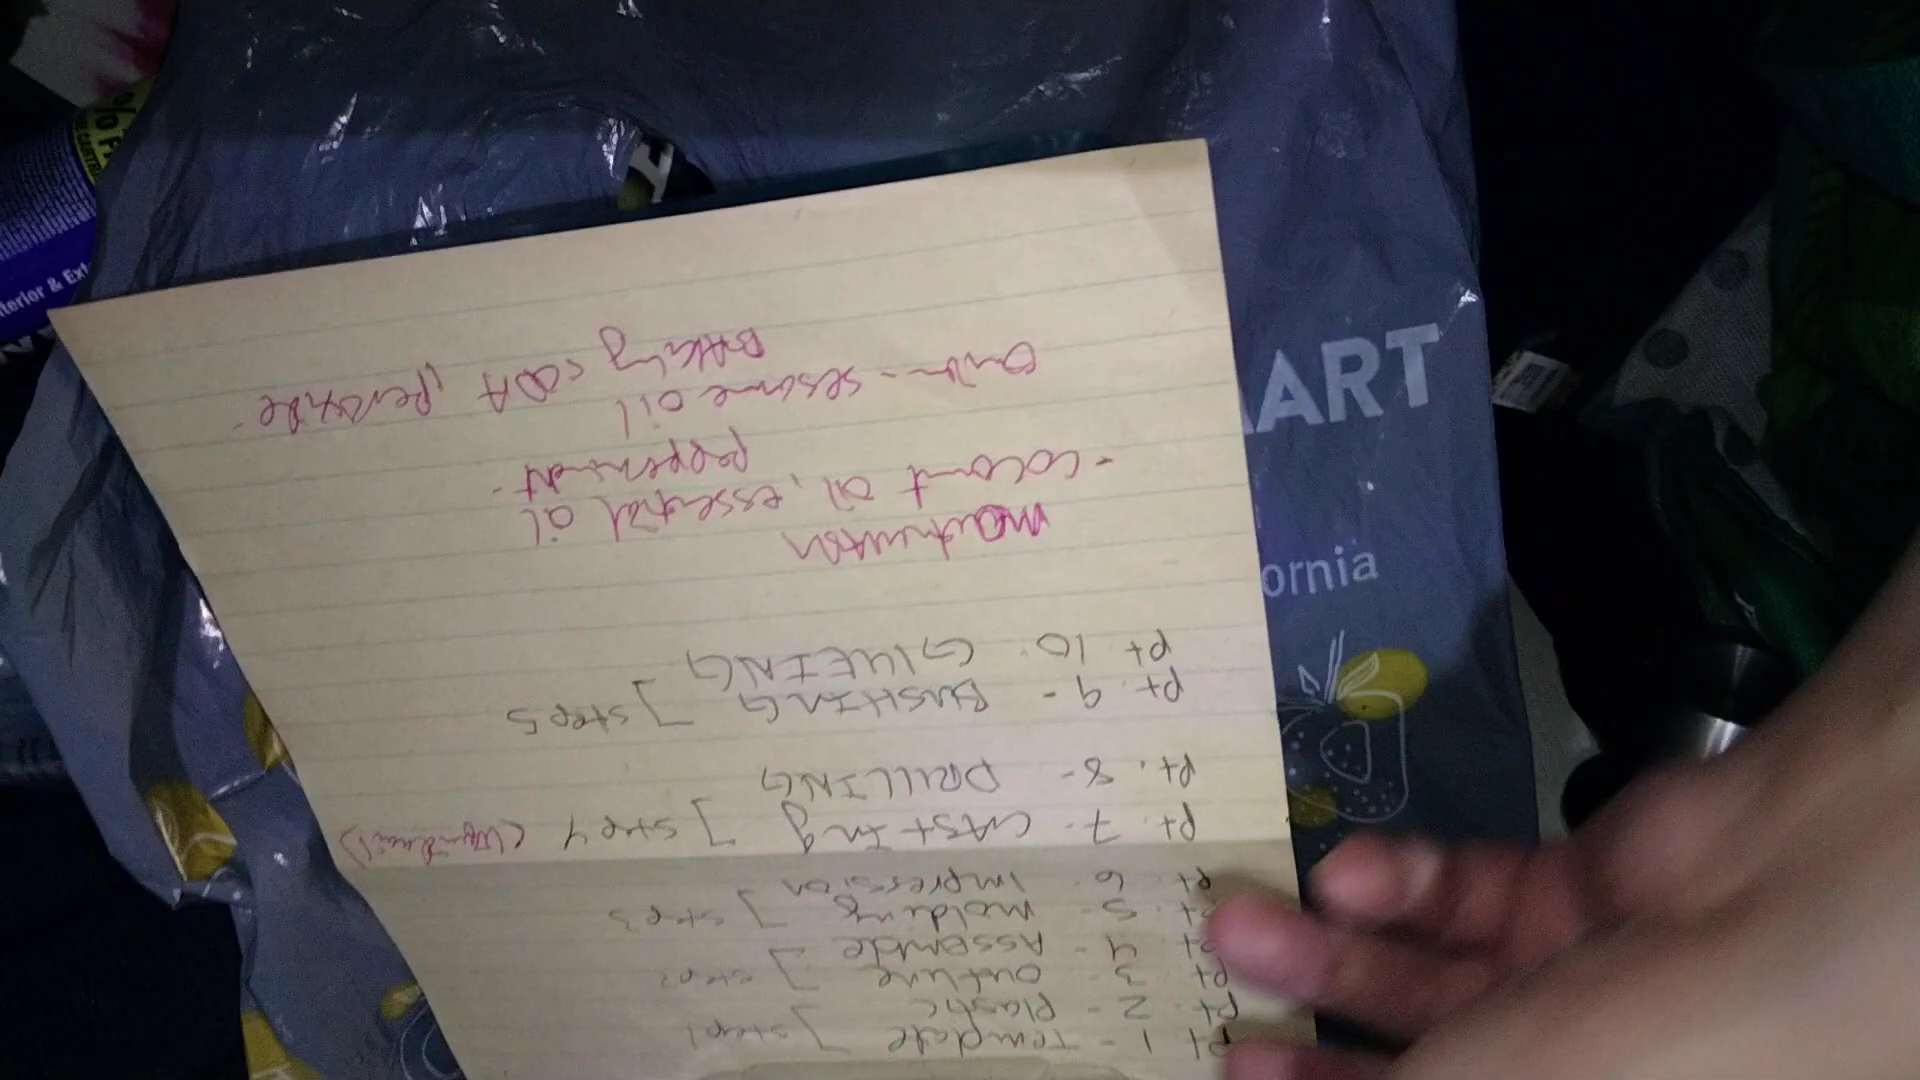 pt 1 - Template ] step 1
pt. 2 - Plastic
pt 3 - outline ] step 2
pt 4 - Assemble
pt. 5 - molding ] step 3
pt 6 - impression
pt 7 - CAsting ] step 4
pt. 8 - DRILLING
pt. 9 - BUSHING ] step 5
pt 10. GlUEING
- coconut oil, essential oil
peppermint -
- sesame oil
BAKing SODA
ART
ornia
terior & Ext